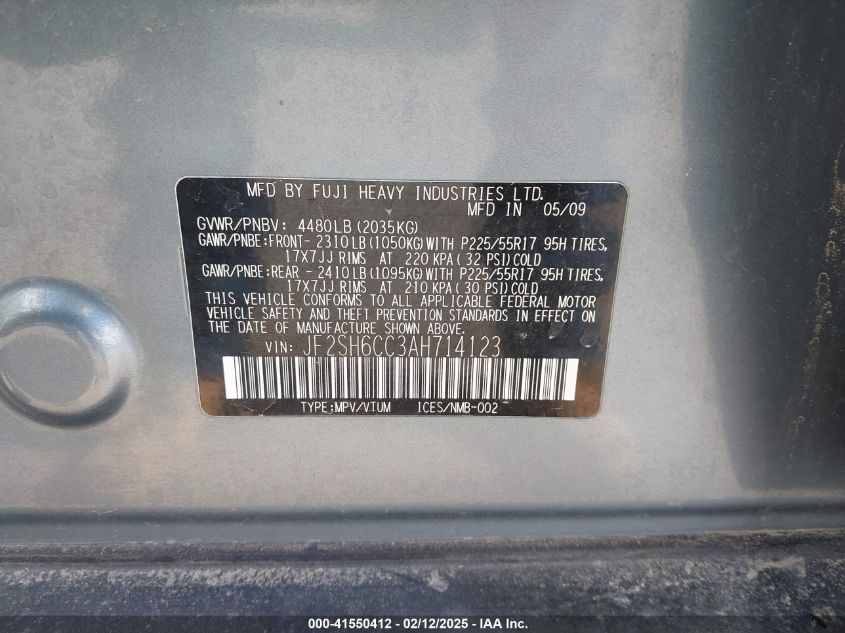 MFD BY FUJI HEAVY INDUSTRIES LTD.
MFD IN 05/09
GVWR/PNBV: 4480LB (2035KG)
GAWR/PNBE:FRONT- 2310LB(1050KG)WITH P225/55R17 95H TIRES,
17X7JJ RIMS AT 220 KPA( 32 PSI)COLD
GAWR/PNBE:REAR - 2410LB(1095KG)WITH P225/55R17 95H TIRES,
17X7JJ RIMS AT 210 KPA( 30 PSI)COLD
THIS VEHICLE CONFORMS TO ALL APPLICABLE FEDERAL MOTOR
VEHICLE SAFETY AND THEFT PREVENTION STANDARDS IN EFFECT ON
THE DATE OF MANUFACTURE SHOWN ABOVE.
VIN: JF2SH6CC3AH714123
TYPE:MPV/VTUM ICES/NMB-002
000-41550412 - 02/12/2025 - IAA Inc.